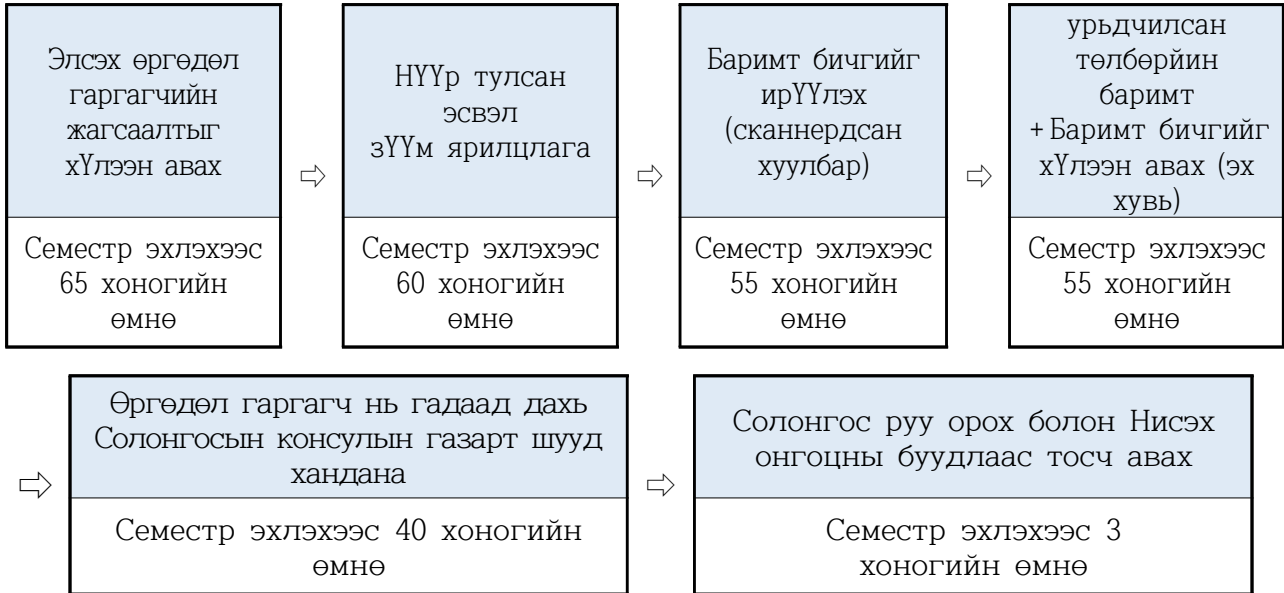 Элсэх өргөдөл
гаргагчийн
жагсаалтыг
хҮлээн авах
Семестр эхлэхээс
65 хоногийн
өмнө
⇨
НҮҮр тулсан
эсвэл
зҮҮм ярилцлага
Семестр эхлэхээс
60 хоногийн
өмнө
⇨
Баримт бичгийг
ирҮҮлэх
(сканнердсан
хуулбар)
Семестр эхлэхээс
55 хоногийн
өмнө
⇨
урьдчилсан
төлбөрийн
баримт
+Баримт бичгийг
хҮлээн авах (эх
хувь)
Семестр эхлэхээс
55 хоногийн
өмнө
⇨
Өргөдөл гаргагч нь гадаад дахь
Солонгосын консулын газарт шууд
хандана
Семестр эхлэхээс 40 хоногийн
өмнө
⇨
Солонгос руу орох болон Нисэх
онгоцны буудлаас тосч авах
Семестр эхлэхээс 3
хоногийн өмнө